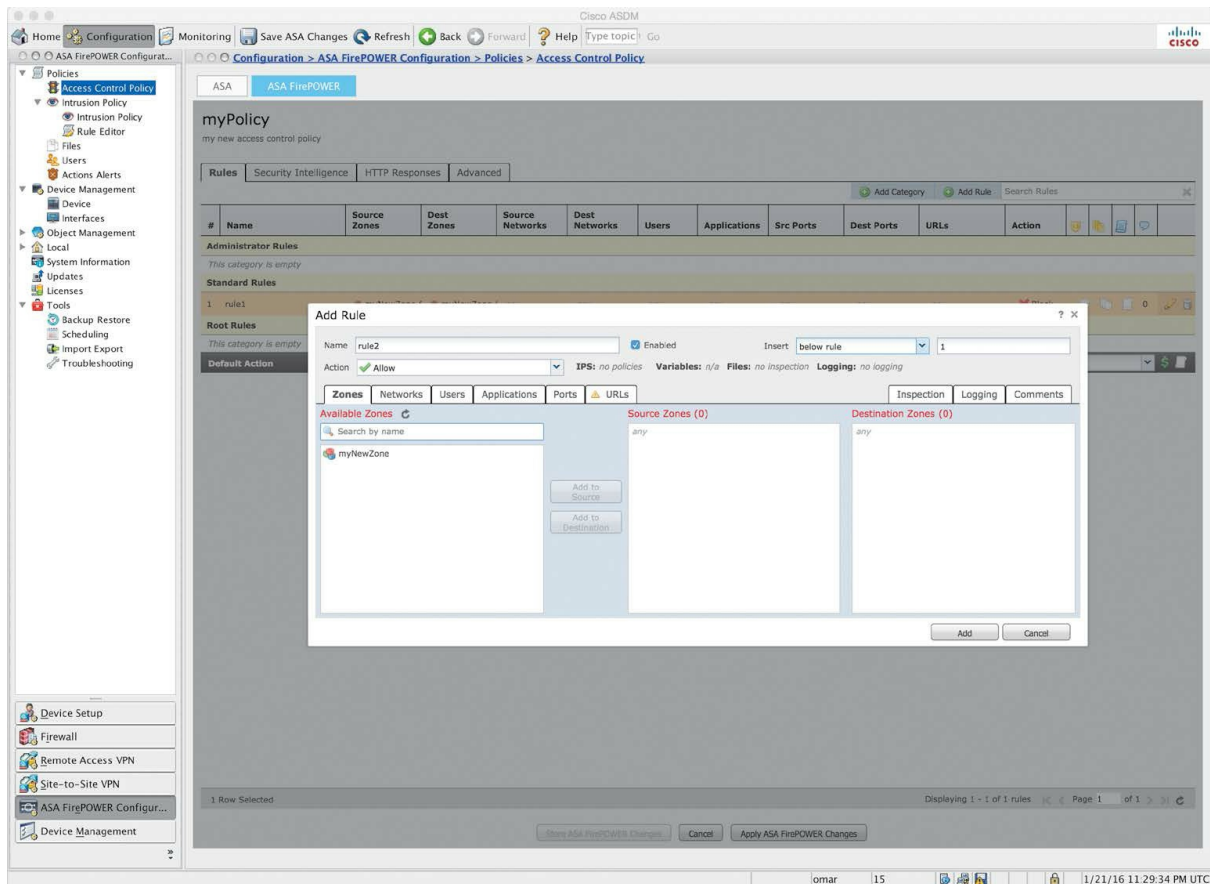 Cisco ASDM
Home Configuration Monitoring Save ASA Changes Refresh Back Forward Help Type topic Go
CISCO
ASA FirePOWER Configurat...
Configuration > ASA FirePOWER Configuration > Policies > Access Control Policy
Policies
Access Control Policy
Intrusion Policy
Intrusion Policy
Rule Editor
Files
Users
Actions Alerts
Device Management
Device
Interfaces
Object Management
Local
System Information
Updates
Licenses
Tools
Backup Restore
Scheduling
Import Export
Troubleshooting
ASA ASA FirePOWER
myPolicy
my new access control policy
Rules Security Intelligence HTTP Responses Advanced
Add Category Add Rule Search Rules
# Name Source Zones Dest Zones Source Networks Dest Networks Users Applications Src Ports Dest Ports URLs Action
Administrator Rules
This category is empty
Standard Rules
1 rule1 0
Root Rules
This category is empty
Default Action
Add Rule
Name rule2 Enabled Insert below rule 1
Action Allow IPS: no policies Variables: n/a Files: no inspection Logging: no logging
Zones Networks Users Applications Ports URLs Inspection Logging Comments
Available Zones Source Zones (0) Destination Zones (0)
Search by name any any
myNewZone
Add to Source
Add to Destination
Add Cancel
1 Row Selected Displaying 1 - 1 of 1 rules Page 1 of 1
Store ASA FirePOWER Changes Cancel Apply ASA FirePOWER Changes
Device Setup
Firewall
Remote Access VPN
Site-to-Site VPN
ASA FirePOWER Configur...
Device Management
omar 15 1/21/16 11:29:34 PM UTC